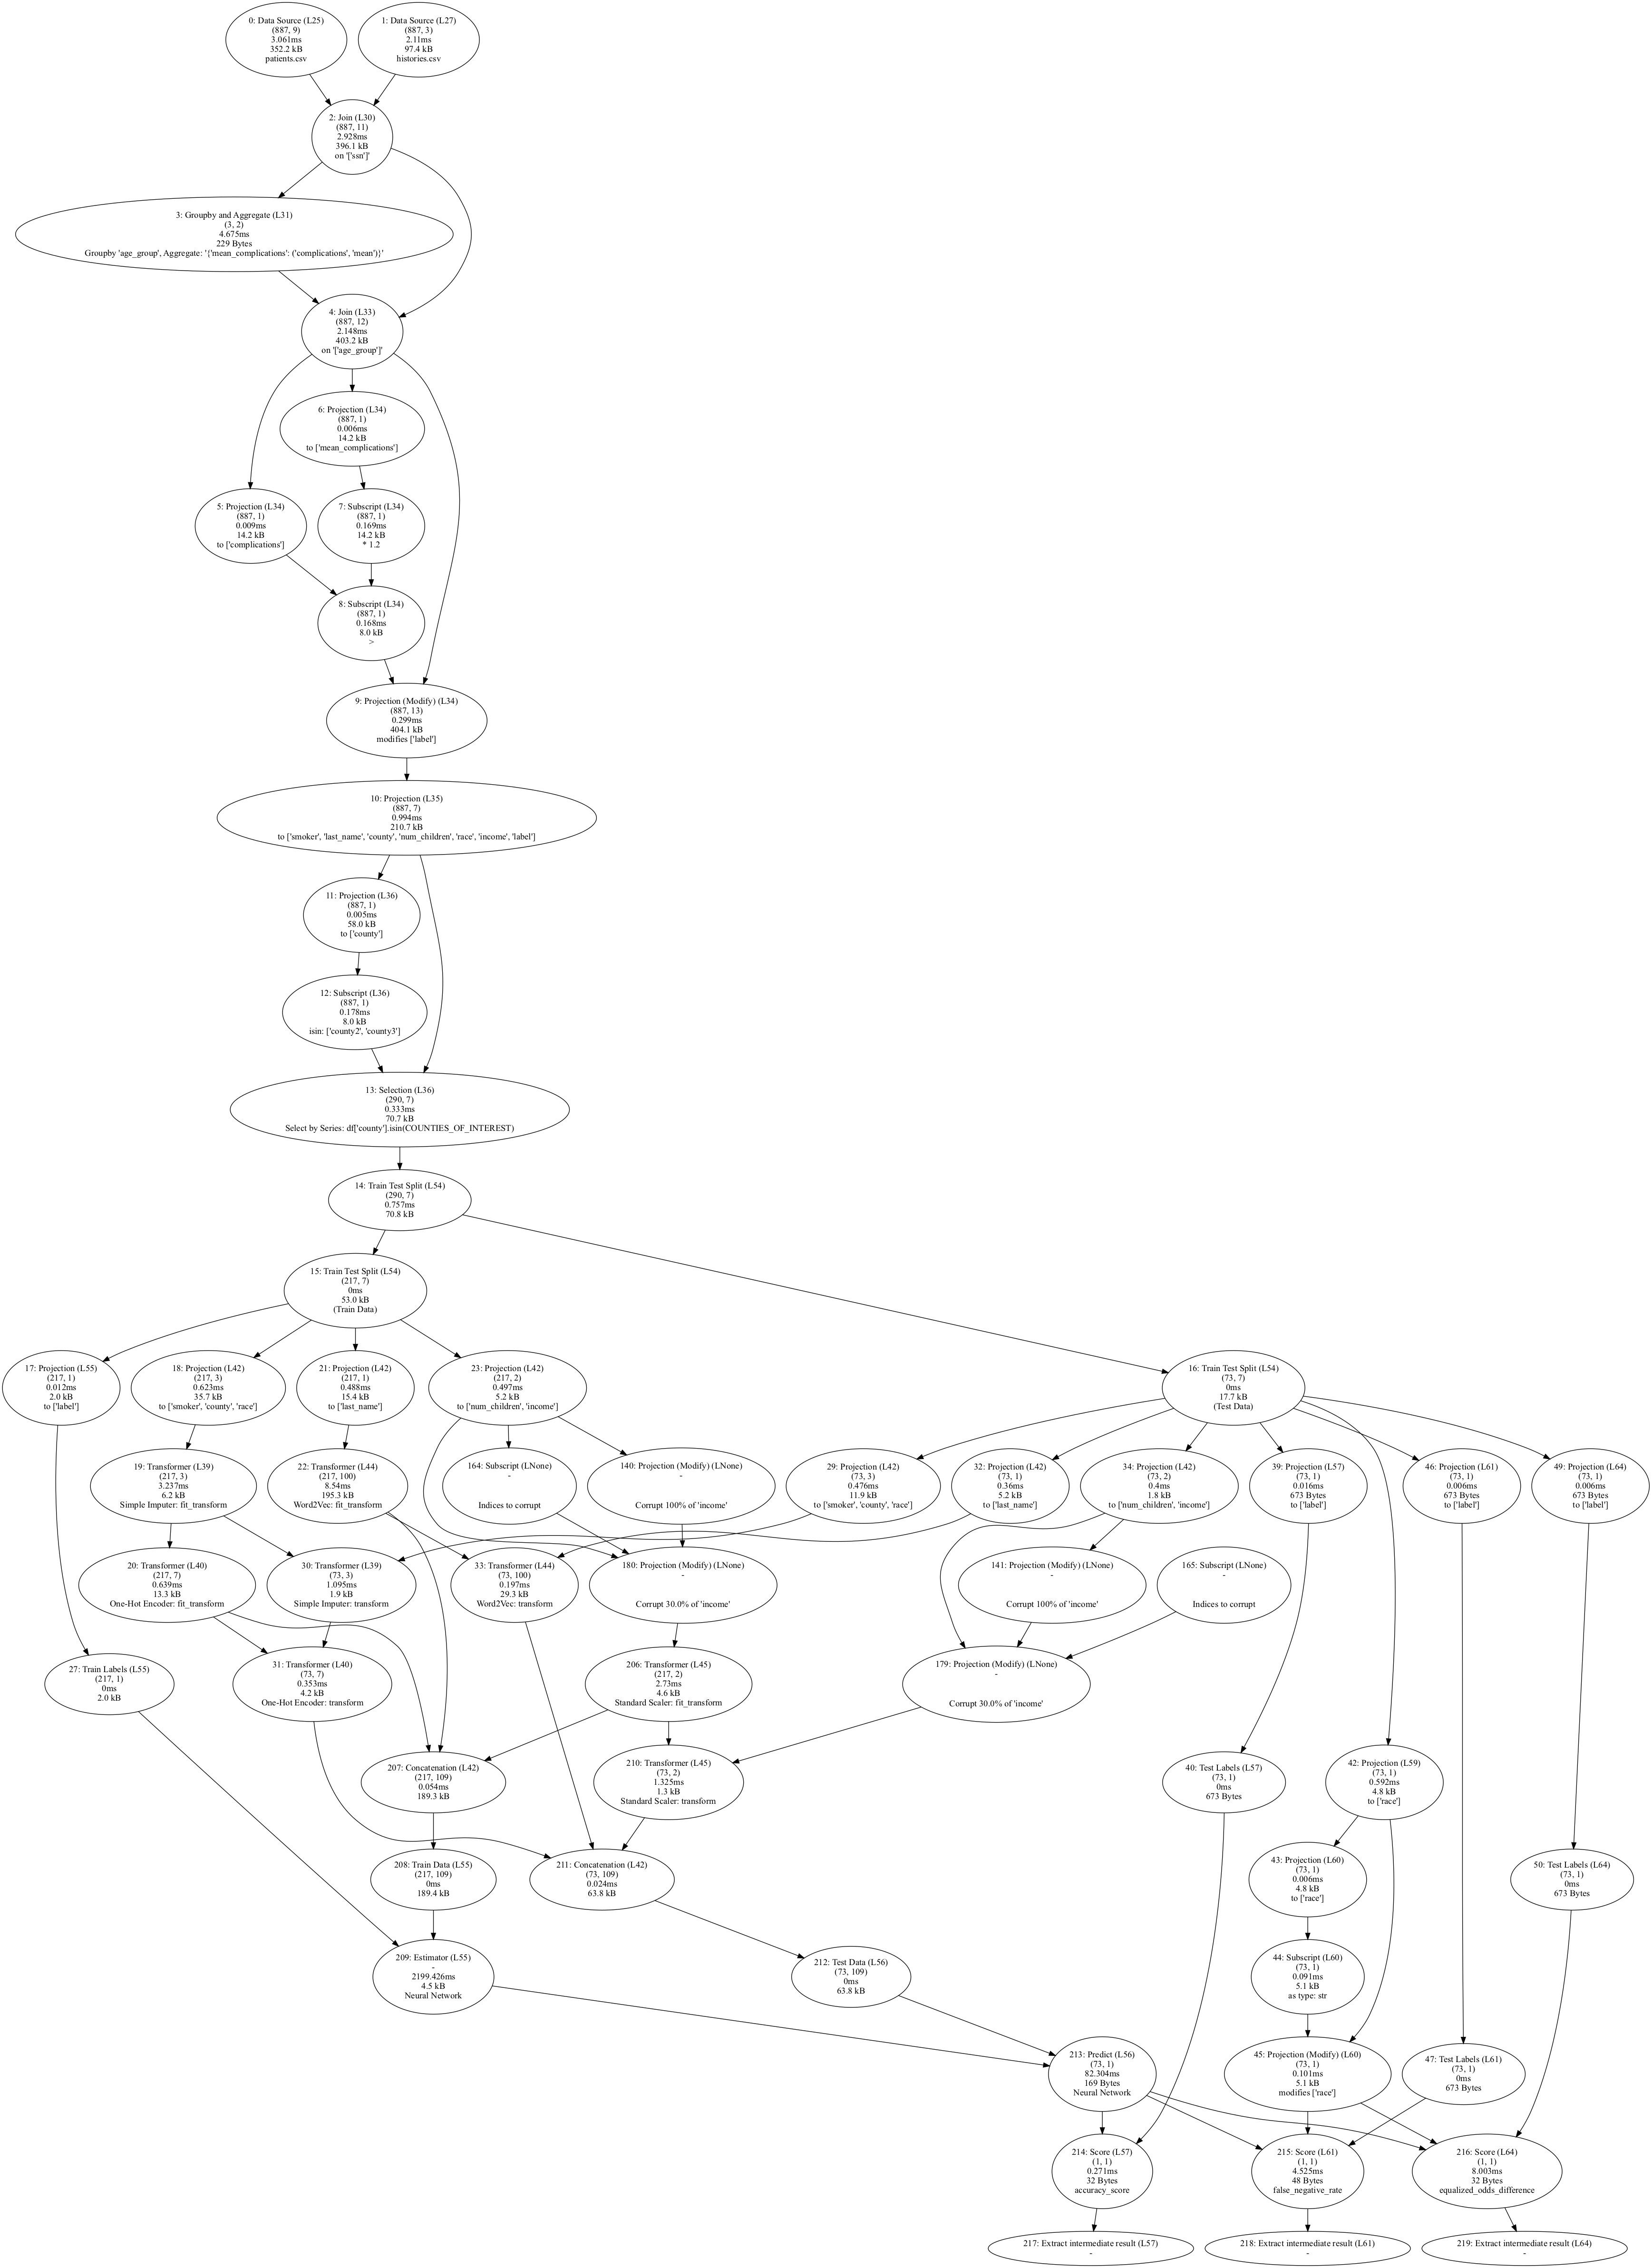 0: Data Source (L25)
(887, 9)
3.061ms
352.2 kB
patients.csv
1: Data Source (L27)
(887, 3)
2.11ms
97.4 kB
histories.csv
2: Join (L30)
(887, 11)
2.928ms
396.1 kB
on '['ssn']'
3: Groupby and Aggregate (L31)
(3, 2)
4.675ms
229 Bytes
Groupby 'age_group', Aggregate: '{'mean_complications': ('complications', 'mean')}'
4: Join (L33)
(887, 12)
2.148ms
403.2 kB
on '['age_group']'
6: Projection (L34)
(887, 1)
0.006ms
14.2 kB
to ['mean_complications']
5: Projection (L34)
(887, 1)
0.009ms
14.2 kB
to ['complications']
7: Subscript (L34)
(887, 1)
0.169ms
14.2 kB
* 1.2
8: Subscript (L34)
(887, 1)
0.168ms
8.0 kB
>
9: Projection (Modify) (L34)
(887, 13)
0.299ms
404.1 kB
modifies ['label']
10: Projection (L35)
(887, 7)
0.994ms
210.7 kB
to ['smoker', 'last_name', 'county', 'num_children', 'race', 'income', 'label']
11: Projection (L36)
(887, 1)
0.005ms
58.0 kB
to ['county']
12: Subscript (L36)
(887, 1)
0.178ms
8.0 kB
isin: ['county2', 'county3']
13: Selection (L36)
(290, 7)
0.333ms
70.7 kB
Select by Series: df['county'].isin(COUNTIES_OF_INTEREST)
14: Train Test Split (L54)
(290, 7)
0.757ms
70.8 kB
15: Train Test Split (L54)
(217, 7)
0ms
53.0 kB
(Train Data)
17: Projection (L55)
(217, 1)
0.012ms
2.0 kB
to ['label']
18: Projection (L42)
(217, 3)
0.623ms
35.7 kB
to ['smoker', 'county', 'race']
21: Projection (L42)
(217, 1)
0.488ms
15.4 kB
to ['last_name']
23: Projection (L42)
(217, 2)
0.497ms
5.2 kB
to ['num_children', 'income']
16: Train Test Split (L54)
(73, 7)
0ms
17.7 kB
(Test Data)
19: Transformer (L39)
(217, 3)
3.237ms
6.2 kB
Simple Imputer: fit_transform
22: Transformer (L44)
(217, 100)
8.54ms
195.3 kB
Word2Vec: fit_transform
164: Subscript (LNone)
-
Indices to corrupt
140: Projection (Modify) (LNone)
-
Corrupt 100% of 'income'
29: Projection (L42)
(73, 3)
0.476ms
11.9 kB
to ['smoker', 'county', 'race']
32: Projection (L42)
(73, 1)
0.36ms
5.2 kB
to ['last_name']
34: Projection (L42)
(73, 2)
0.4ms
1.8 kB
to ['num_children', 'income']
39: Projection (L57)
(73, 1)
0.016ms
673 Bytes
to ['label']
46: Projection (L61)
(73, 1)
0.006ms
673 Bytes
to ['label']
49: Projection (L64)
(73, 1)
0.006ms
673 Bytes
to ['label']
20: Transformer (L40)
(217, 7)
0.639ms
13.3 kB
One-Hot Encoder: fit_transform
30: Transformer (L39)
(73, 3)
1.095ms
1.9 kB
Simple Imputer: transform
33: Transformer (L44)
(73, 100)
0.197ms
29.3 kB
Word2Vec: transform
180: Projection (Modify) (LNone)
-
Corrupt 30.0% of 'income'
141: Projection (Modify) (LNone)
-
Corrupt 100% of 'income'
165: Subscript (LNone)
-
Indices to corrupt
27: Train Labels (L55)
(217, 1)
0ms
2.0 kB
31: Transformer (L40)
(73, 7)
0.353ms
4.2 kB
One-Hot Encoder: transform
206: Transformer (L45)
(217, 2)
2.73ms
4.6 kB
Standard Scaler: fit_transform
179: Projection (Modify) (LNone)
-
Corrupt 30.0% of 'income'
207: Concatenation (L42)
(217, 109)
0.054ms
189.3 kB
210: Transformer (L45)
(73, 2)
1.325ms
1.3 kB
Standard Scaler: transform
40: Test Labels (L57)
(73, 1)
0ms
673 Bytes
42: Projection (L59)
(73, 1)
0.592ms
4.8 kB
to ['race']
208: Train Data (L55)
(217, 109)
0ms
189.4 kB
211: Concatenation (L42)
(73, 109)
0.024ms
63.8 kB
43: Projection (L60)
(73, 1)
0.006ms
4.8 kB
to ['race']
50: Test Labels (L64)
(73, 1)
0ms
673 Bytes
209: Estimator (L55)
-
2199.426ms
4.5 kB
Neural Network
212: Test Data (L56)
(73, 109)
0ms
63.8 kB
44: Subscript (L60)
(73, 1)
0.091ms
5.1 kB
as type: str
213: Predict (L56)
(73, 1)
82.304ms
169 Bytes
Neural Network
45: Projection (Modify) (L60)
(73, 1)
0.101ms
5.1 kB
modifies ['race']
47: Test Labels (L61)
(73, 1)
0ms
673 Bytes
214: Score (L57)
(1, 1)
0.271ms
32 Bytes
accuracy_score
215: Score (L61)
(1, 1)
4.525ms
48 Bytes
false_negative_rate
216: Score (L64)
(1, 1)
8.003ms
32 Bytes
equalized_odds_difference
217: Extract intermediate result (L57)
-
218: Extract intermediate result (L61)
-
219: Extract intermediate result (L64)
-